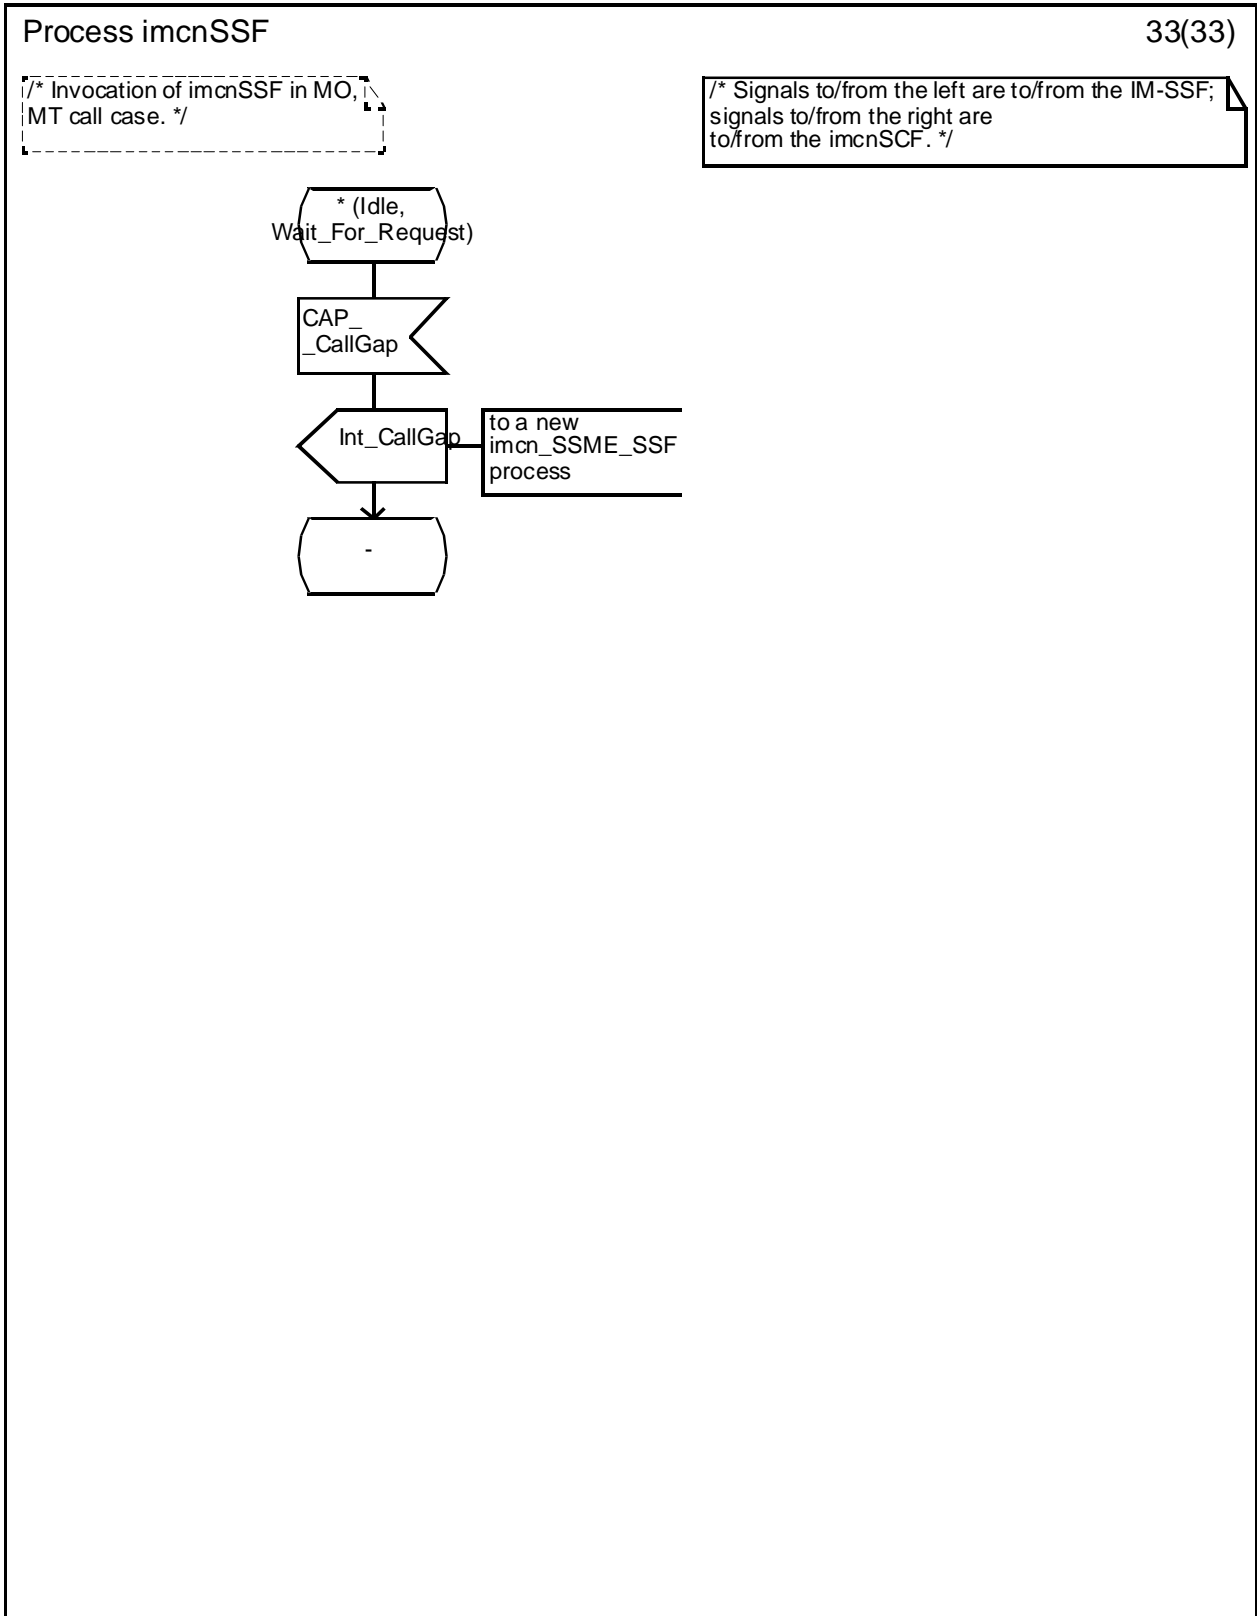 Process imcnSSF
33(33)
/* Invocation of imcnSSF in MO,
MT call case. */
/* Signals to/from the left are to/from the IM-SSF;
signals to/from the right are
to/from the imcnSCF. */
* (Idle,
Wait_For_Request)
CAP_
_CallGap
Int_CallGap
to a new
imcn_SSME_SSF
process
-